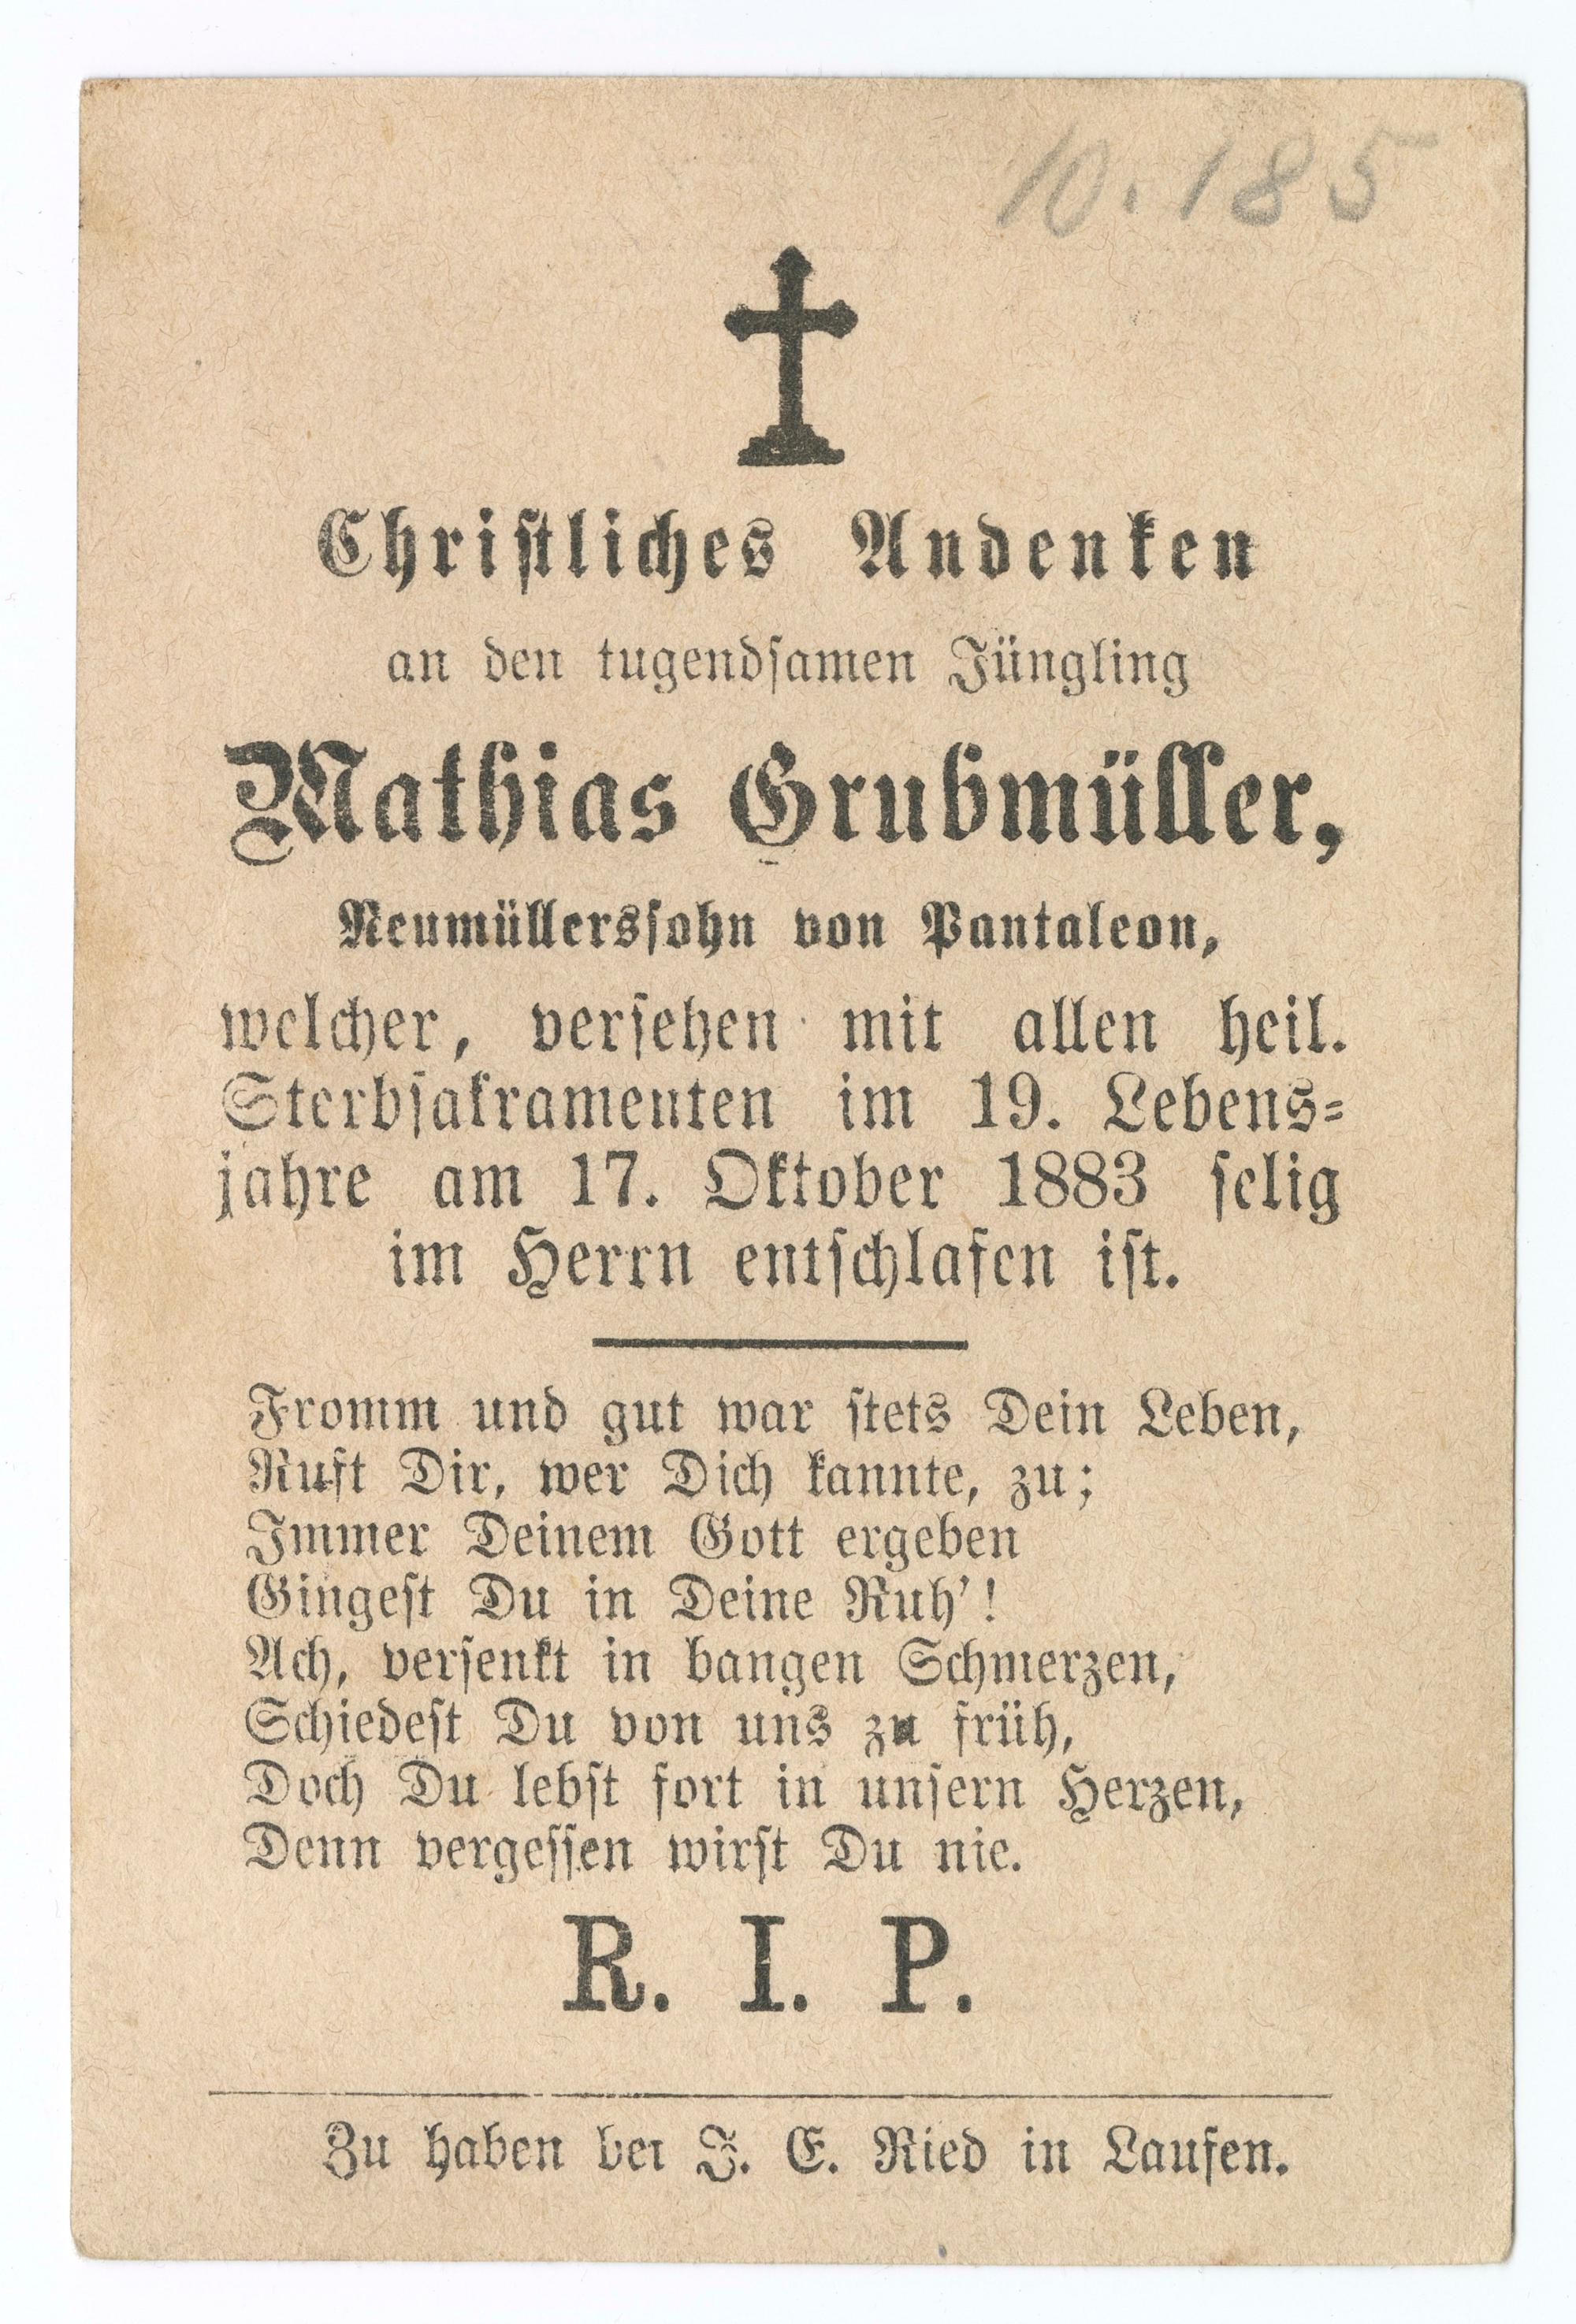 10.185
Christliches Andenken
an den tugendsamen Jüngling
Mathias Grubmüller,
Neumüllerssohn von Pantaleon,
welcher, versehen mit allen heil.
Sterbsakramenten im 19. Lebens-
jahre am 17. Oktober 1883 selig
im Herrn entschlafen ist.
Fromm und gut war stets Dein Leben,
Ruft Dir, wer Dich kannte, zu;
Immer Deinem Gott ergeben
Gingest Du in Deine Ruh'!
Ach, versenkt in bangen Schmerzen,
Schiedest Du von uns zu früh,
Doch Du lebst fort in unsern Herzen,
Denn vergessen wirst Du nie.
R. I. P.
Zu haben bei J. E. Ried in Laufen.